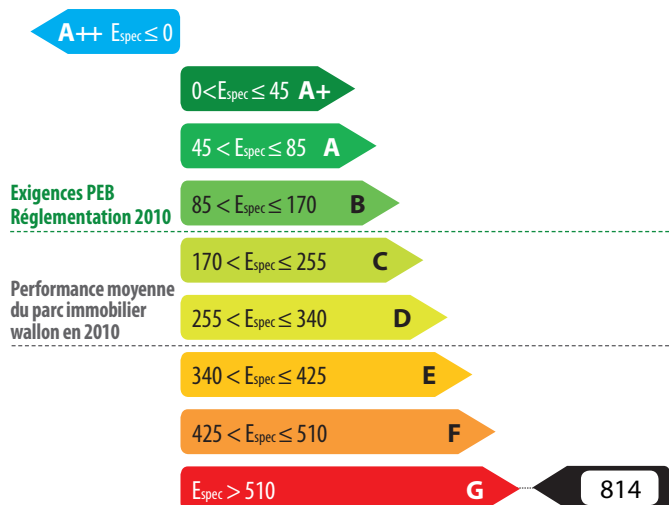 A++ Espec ≤ 0
0<Espec ≤ 45 A+
45 < Espec ≤ 85 A
Exigences PEB
Réglementation 2010
85 < Espec ≤ 170 B
170 < Espec ≤ 255 C
Performance moyenne
du parc immobilier
wallon en 2010
255 < Espec ≤ 340 D
340 < Espec ≤ 425 E
425 < Espec ≤ 510 F
Espec > 510 G 814